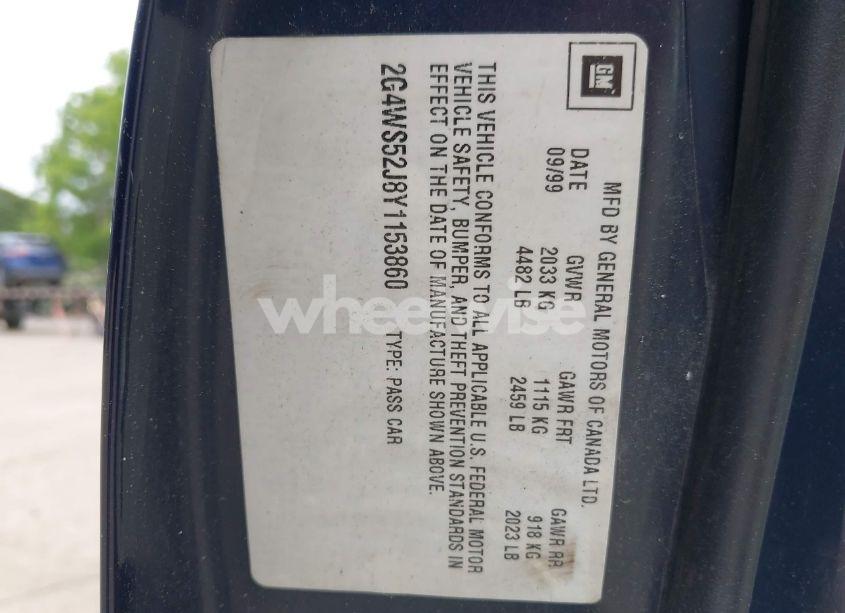 GM
MFD BY GENERAL MOTORS OF CANADA LTD.
DATE GVWR GAWR FRT GAWR RR
09/99 2033 KG 1115 KG 918 KG
4482 LB 2459 LB 2023 LB
THIS VEHICLE CONFORMS TO ALL APPLICABLE U.S. FEDERAL MOTOR
VEHICLE SAFETY, BUMPER, AND THEFT PREVENTION STANDARDS IN
EFFECT ON THE DATE OF MANUFACTURE SHOWN ABOVE.
2G4WS52J8Y1153860 TYPE: PASS CAR
wheelwise